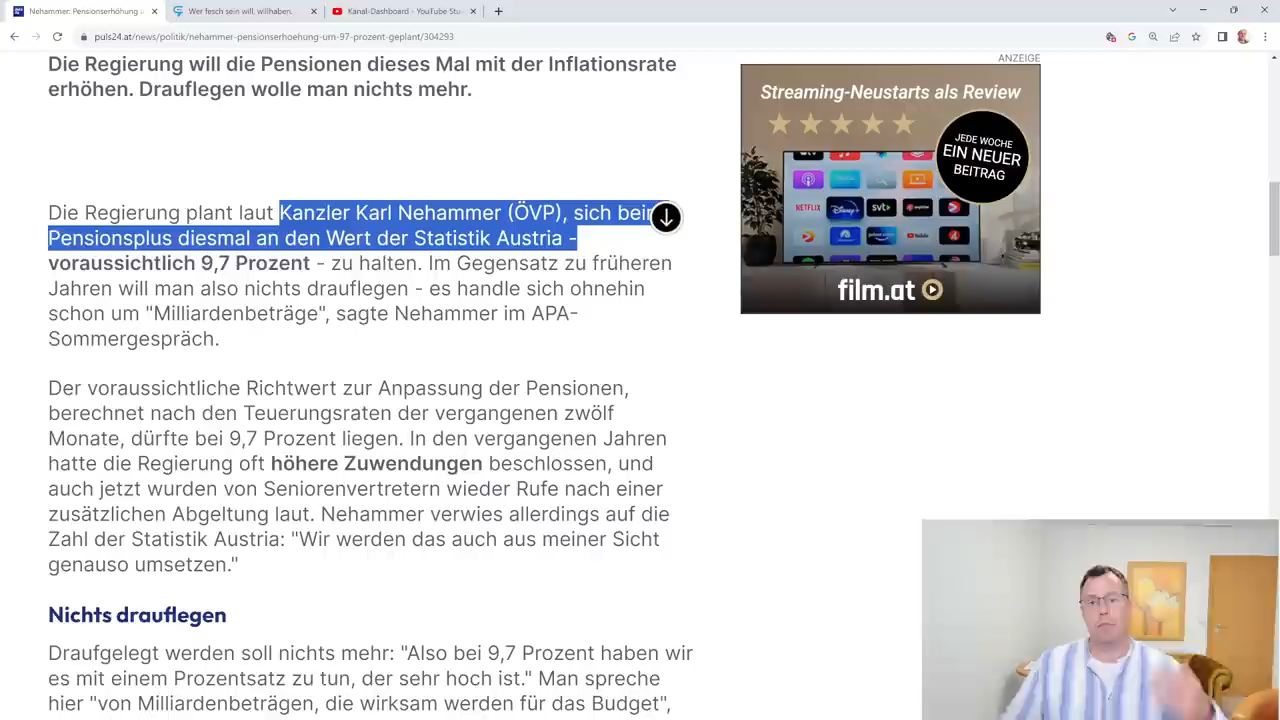 Nehammer: Pensionserhöhung um
Wer fesch sein will, willhaben.
Kanal-Dashboard - YouTube Stu
puls24.at/news/politik/nehammer-pensionserhoehung-um-97-prozent-geplant/304293
Die Regierung will die Pensionen dieses Mal mit der Inflationsrate
erhöhen. Drauflegen wolle man nichts mehr.
ANZEIGE
Streaming-Neustarts als Review
JEDE WOCHE
EIN NEUER
BEITRAG
NETFLIX
Disney+
svt
film.at
Die Regierung plant laut Kanzler Karl Nehammer (ÖVP), sich beim
Pensionsplus diesmal an den Wert der Statistik Austria -
voraussichtlich 9,7 Prozent - zu halten. Im Gegensatz zu früheren
Jahren will man also nichts drauflegen - es handle sich ohnehin
schon um "Milliardenbeträge", sagte Nehammer im APA-
Sommergespräch.
Der voraussichtliche Richtwert zur Anpassung der Pensionen,
berechnet nach den Teuerungsraten der vergangenen zwölf
Monate, dürfte bei 9,7 Prozent liegen. In den vergangenen Jahren
hatte die Regierung oft höhere Zuwendungen beschlossen, und
auch jetzt wurden von Seniorenvertretern wieder Rufe nach einer
zusätzlichen Abgeltung laut. Nehammer verwies allerdings auf die
Zahl der Statistik Austria: "Wir werden das auch aus meiner Sicht
genauso umsetzen."
Nichts drauflegen
Draufgelegt werden soll nichts mehr: "Also bei 9,7 Prozent haben wir
es mit einem Prozentsatz zu tun, der sehr hoch ist." Man spreche
hier "von Milliardenbeträgen, die wirksam werden für das Budget",